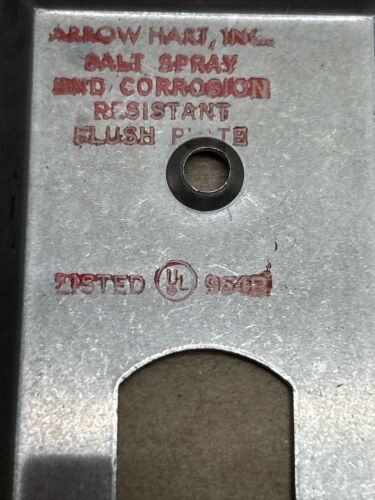 ARROW HART, INC.
SALT SPRAY
AND CORROSION
RESISTANT
FLUSH PLATE
LISTED UL